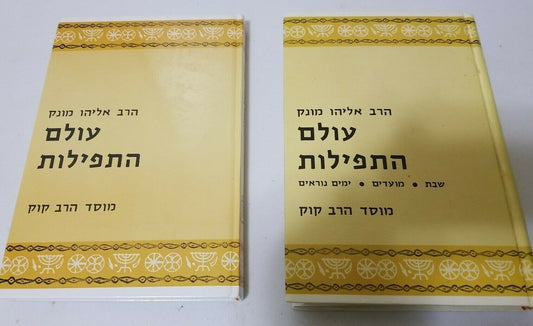 הרב אליהו מונק
עולם
התפילות
מוסד הרב קוק
הרב אליהו מונק
עולם
התפילות
שבת • מועדים • ימים נוראים
מוסד הרב קוק